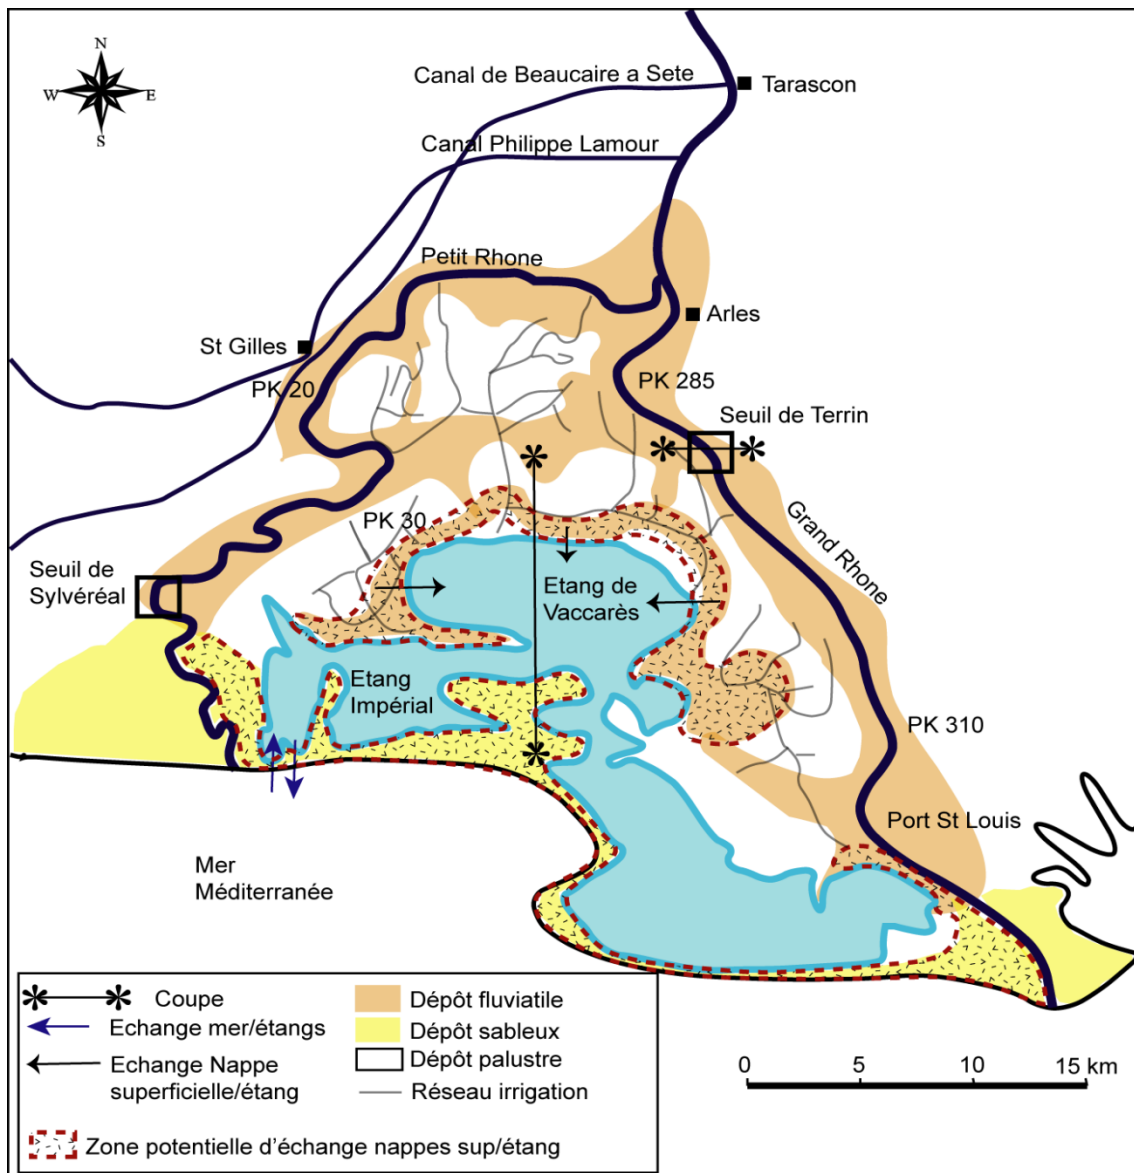 N
W E
S
Canal de Beaucaire a Sete
Tarascon
Canal Philippe Lamour
Petit Rhone
Arles
St Gilles
PK 20
PK 285
Seuil de Terrin
PK 30
Grand Rhone
Seuil de
Sylvéréal
Etang de
Vaccarès
Etang
Impérial
PK 310
Port St Louis
Mer
Méditerranée
Coupe
Echange mer/étangs
Echange Nappe
superficielle/étang
Dépôt fluviatile
Dépôt sableux
Dépôt palustre
Réseau irrigation
Zone potentielle d'échange nappes sup/étang
0 5 10 15 km